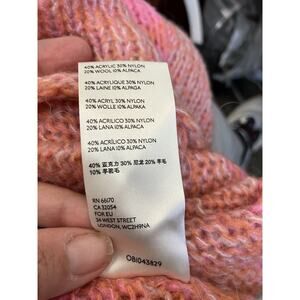 40% ACRYLIC 30% NYLON
20% WOOL 10% ALPACA
40% ACRYLIQUE 30% NYLON
20% LAINE 10% ALPAGA
40% ACRYL 30% NYLON
20% WOLLE 10% ALPAKA
40% ACRILICO 30% NYLON
20% LANA 10% ALPACA
40% ACRÍLICO 30% NYLON
20% LANA 10% ALPACA
40% 亚克力 30% 尼龙 20% 羊毛
10% 羊驼毛
RN 66170
CA 32054
FOR EU
34 WEST STREET
LONDON, WC2H9NA
OBI043829